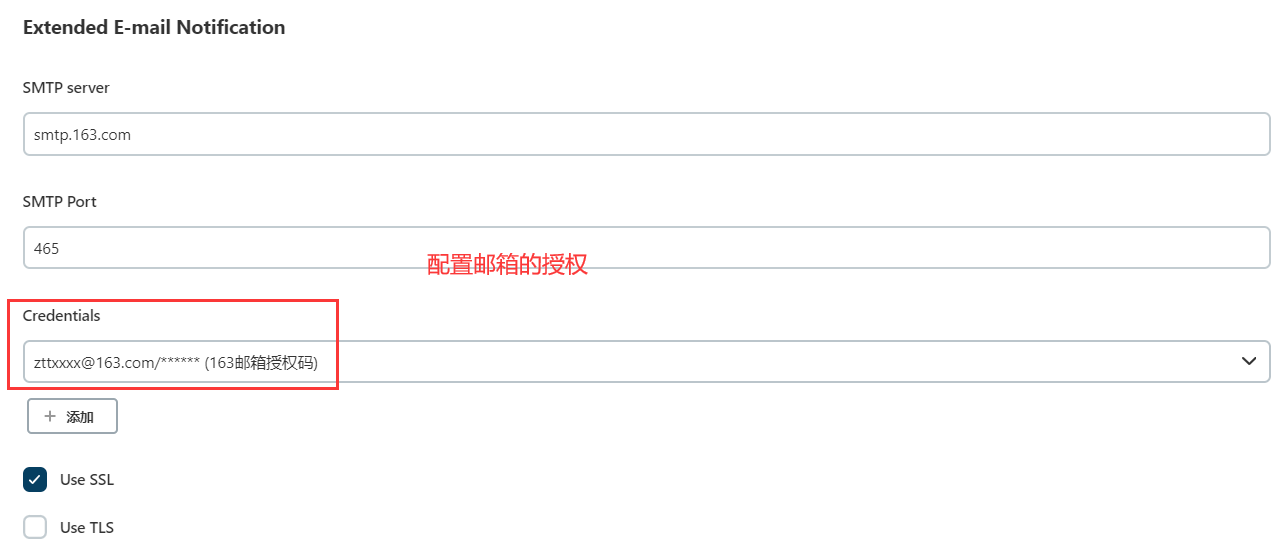 Extended E-mail Notification
SMTP server
smtp.163.com
SMTP Port
465
配置邮箱的授权
Credentials
zttxxxx@163.com/****** (163邮箱授权码)
+ 添加
Use SSL
Use TLS